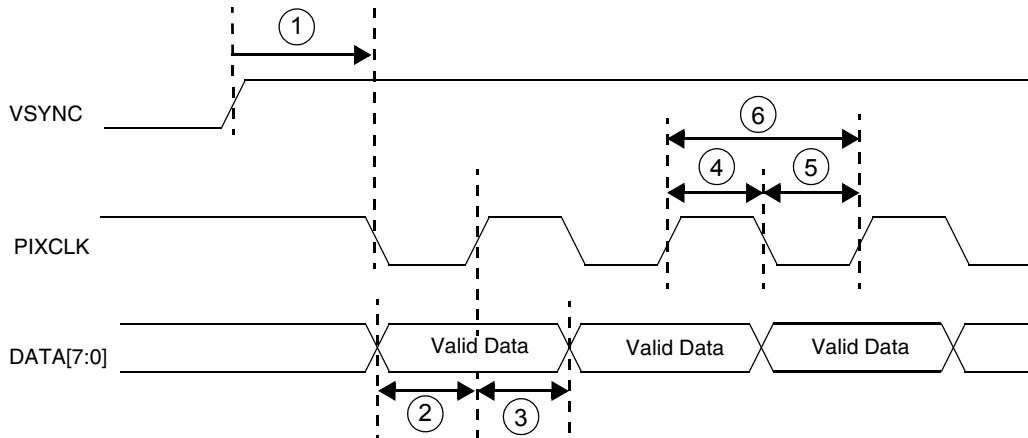 1
VSYNC
6
4 5
PIXCLK
DATA[7:0] Valid Data Valid Data Valid Data
2 3